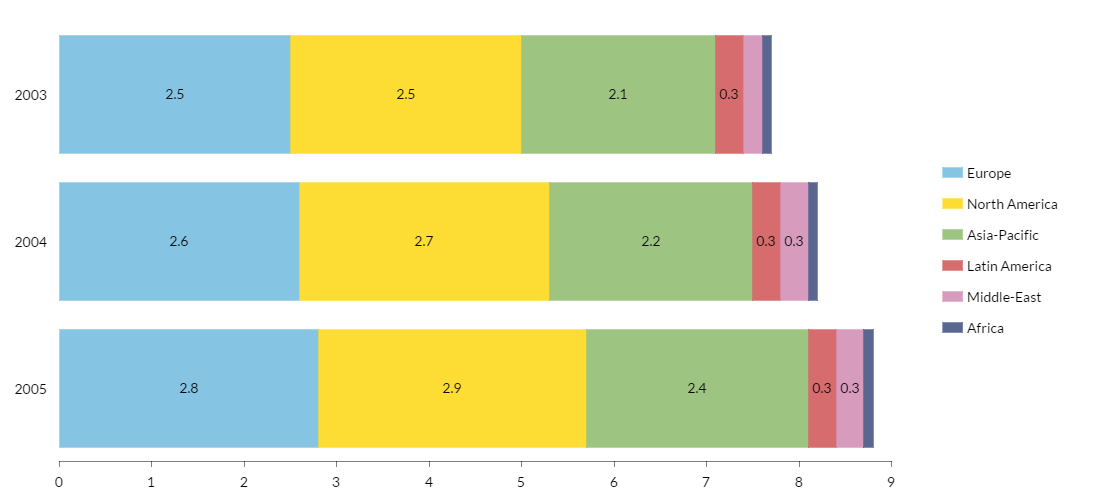 2003
2.5 2.5 2.1 0.3
2004
2.6 2.7 2.2 0.3 0.3
2005
2.8 2.9 2.4 0.3 0.3
0 1 2 3 4 5 6 7 8 9
Europe
North America
Asia-Pacific
Latin America
Middle-East
Africa